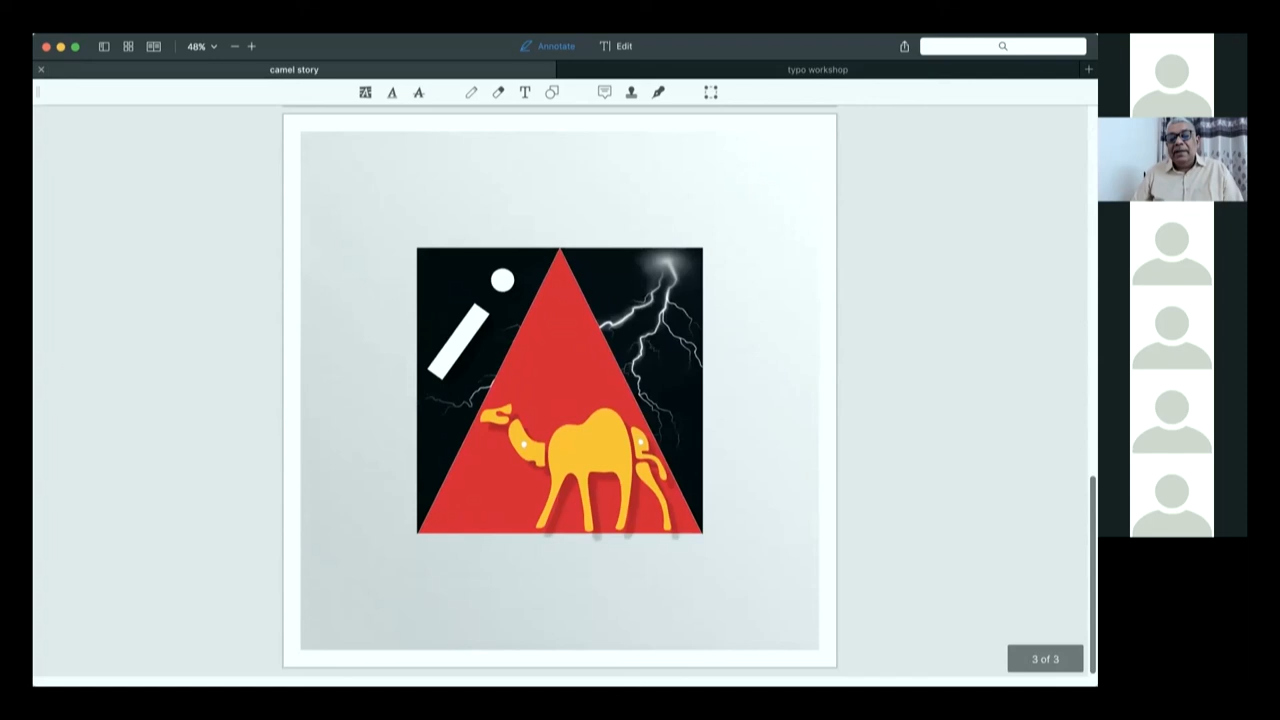 48%
Annotate
T Edit
camel story
typo workshop
A
A
T
3 of 3